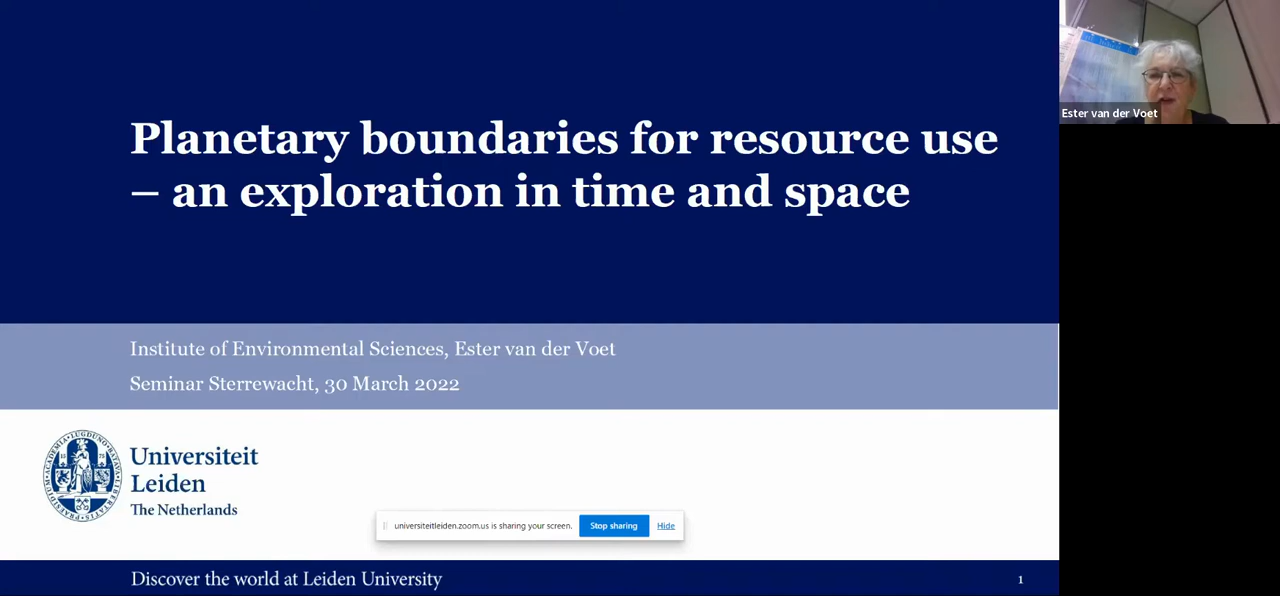 Planetary boundaries for resource use
– an exploration in time and space
Ester van der Voet
Institute of Environmental Sciences, Ester van der Voet
Seminar Sterrewacht, 30 March 2022
Universiteit
Leiden
The Netherlands
universiteitleiden.zoom.us is sharing your screen. Stop sharing Hide
Discover the world at Leiden University 1